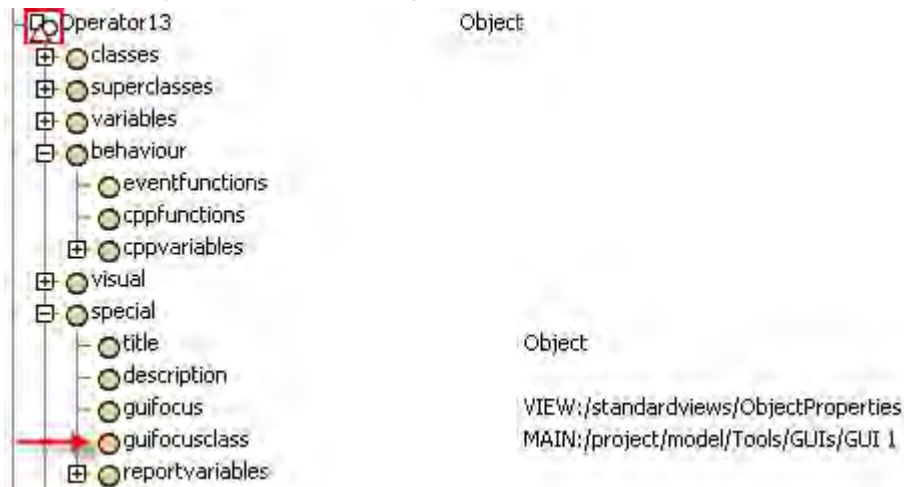 Operator13 Object
classes
superclasses
variables
behaviour
eventfunctions
cppfunctions
cppvariables
visual
special
title Object
description
guifocus VIEW:/standardviews/ObjectProperties
guifocusclass MAIN:/project/model/Tools/GUIs/GUI 1
reportvariables